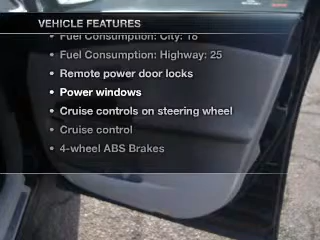 VEHICLE FEATURES
• Fuel Consumption: City: 18
• Fuel Consumption: Highway: 25
• Remote power door locks
• Power windows
• Cruise controls on steering wheel
• Cruise control
• 4-wheel ABS Brakes